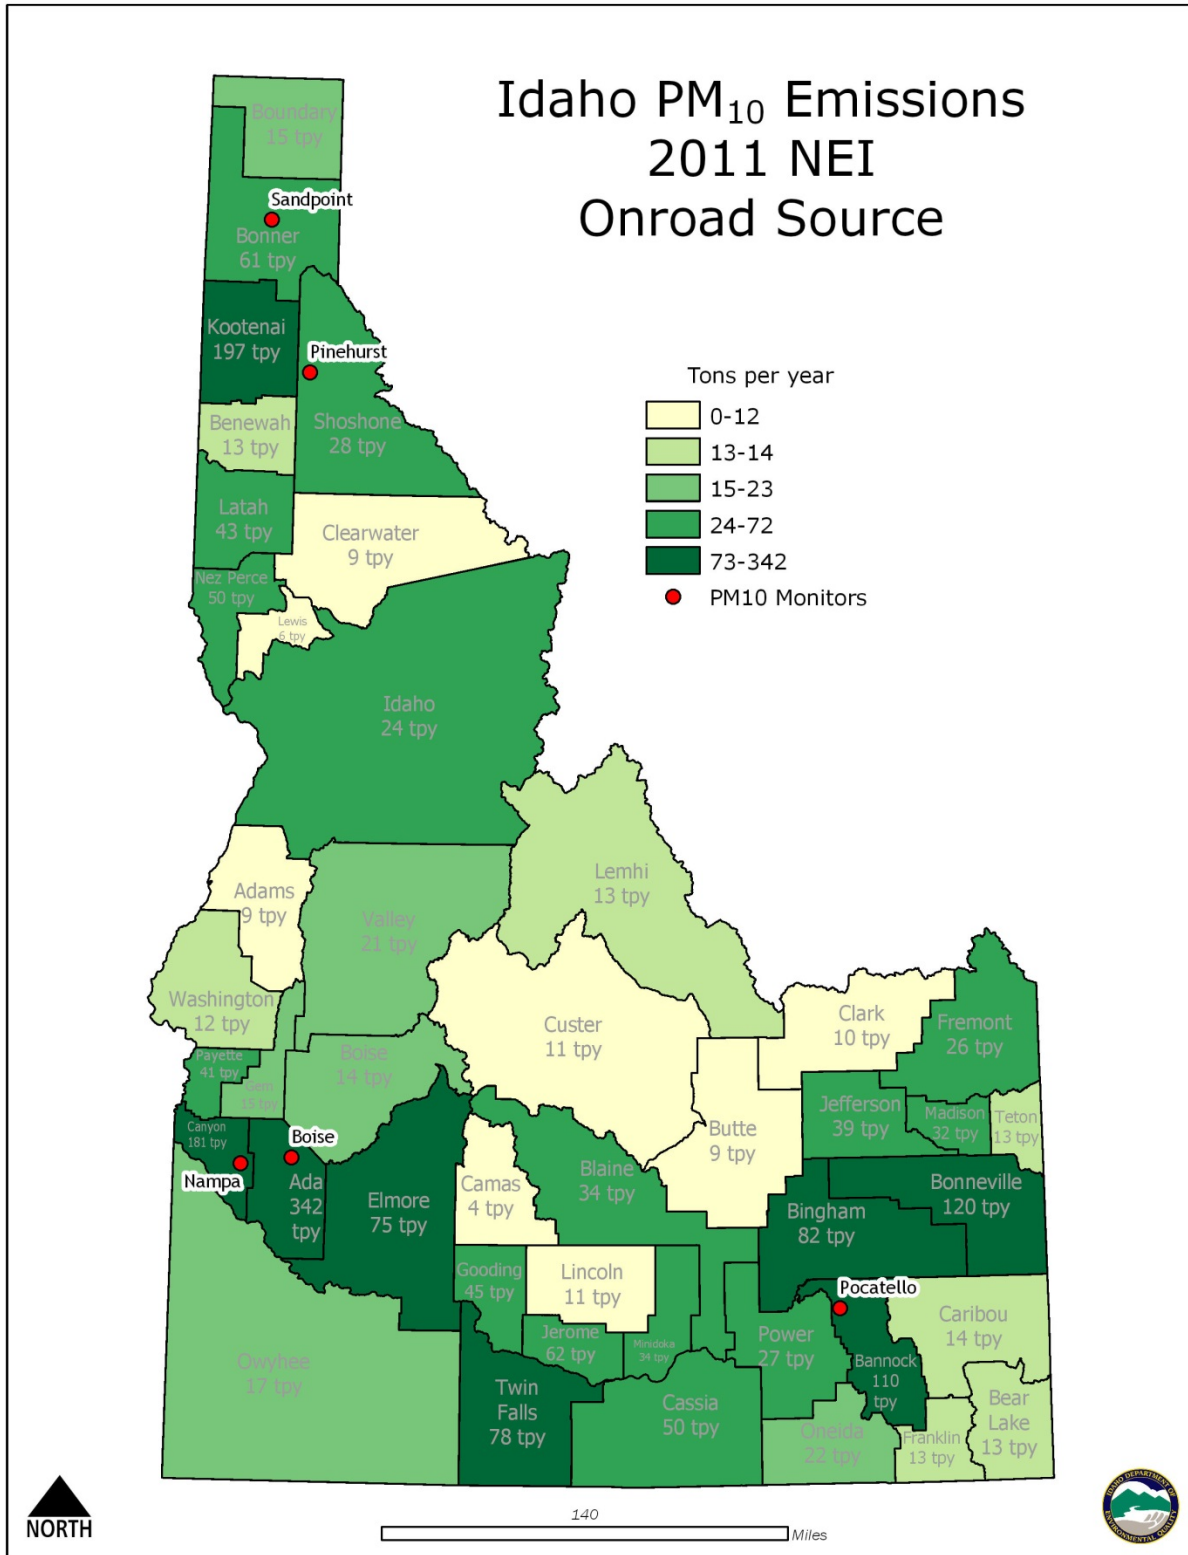 Idaho PM10 Emissions
2011 NEI
Onroad Source
Boundary
15 tpy
Sandpoint
Bonner
61 tpy
Kootenai
197 tpy
Pinehurst
Shoshone
28 tpy
Benewah
13 tpy
Latah
43 tpy
Clearwater
9 tpy
Nez Perce
50 tpy
Lewis
6 tpy
Idaho
24 tpy
Tons per year
0-12
13-14
15-23
24-72
73-342
PM10 Monitors
Lemhi
13 tpy
Adams
9 tpy
Valley
21 tpy
Washington
12 tpy
Custer
11 tpy
Clark
10 tpy
Fremont
26 tpy
Payette
41 tpy
Gem
15 tpy
Boise
14 tpy
Jefferson
39 tpy
Madison
32 tpy
Teton
13 tpy
Canyon
181 tpy
Nampa
Boise
Ada
342
tpy
Elmore
75 tpy
Camas
4 tpy
Blaine
34 tpy
Butte
9 tpy
Bingham
82 tpy
Bonneville
120 tpy
Gooding
45 tpy
Lincoln
11 tpy
Jerome
62 tpy
Minidoka
34 tpy
Pocatello
Power
27 tpy
Bannock
110
tpy
Caribou
14 tpy
Owyhee
17 tpy
Twin
Falls
78 tpy
Cassia
50 tpy
Oneida
22 tpy
Franklin
13 tpy
Bear
Lake
13 tpy
NORTH
140
Miles
IDAHO DEPARTMENT OF
ENVIRONMENTAL QUALITY